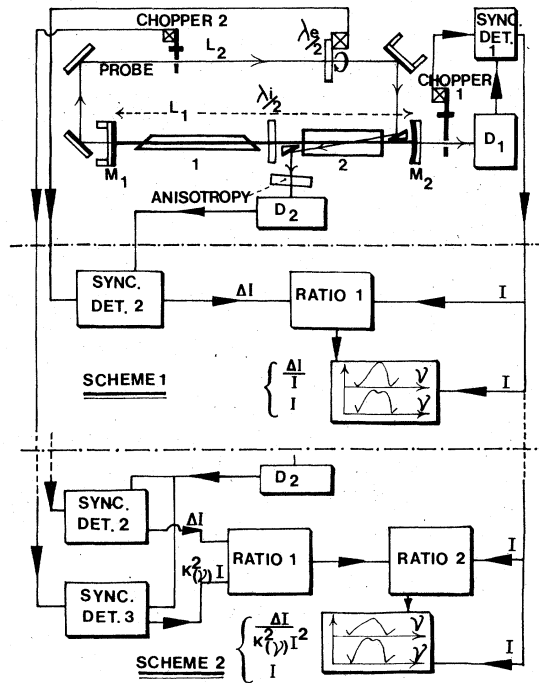 CHOPPER 2
L2
λe/2
SYNC.
DET.
1
PROBE
CHOPPER
1
L1
λi/2
D1
1
2
M1
M2
ANISOTROPY
D2
SYNC.
DET. 2
ΔI
RATIO 1
I
SCHEME 1
ΔI
I
I
ν
ν
I
D2
SYNC.
DET. 2
ΔI
RATIO 1
RATIO 2
I
K²(ν) I
SYNC.
DET. 3
SCHEME 2
ΔI
K²(ν) I²
I
ν
ν
I